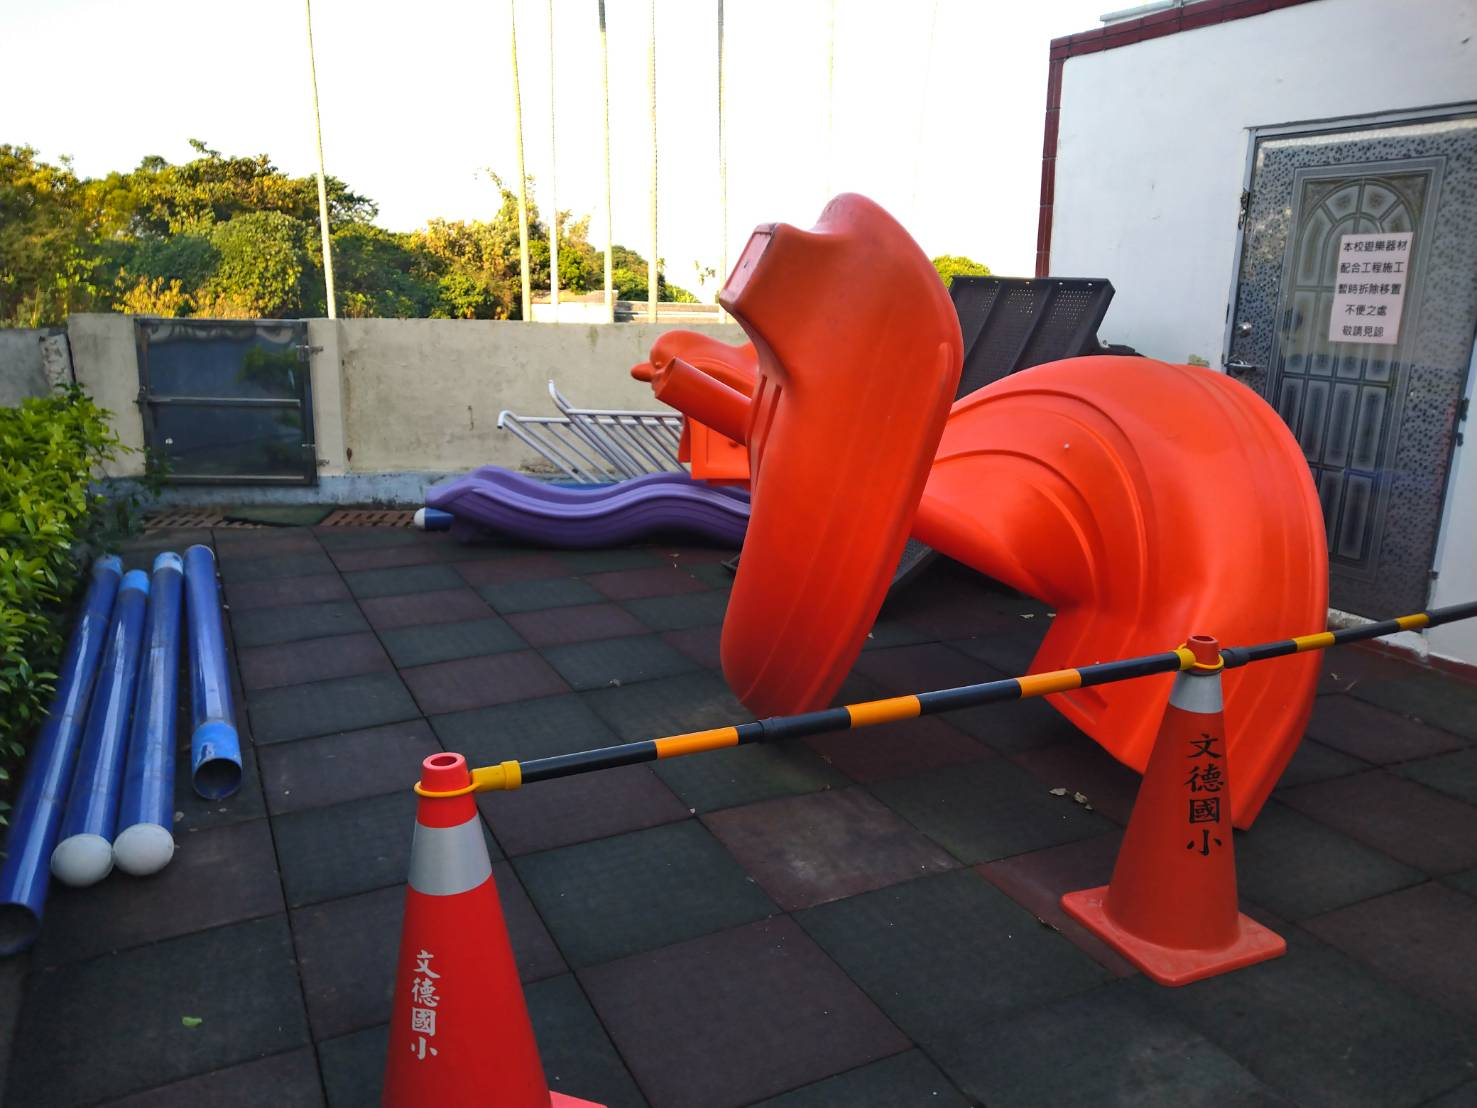 本校遊樂器材
配合工程施工
暫時拆除移置
不便之處
敬請見諒
文德國小
文德國小